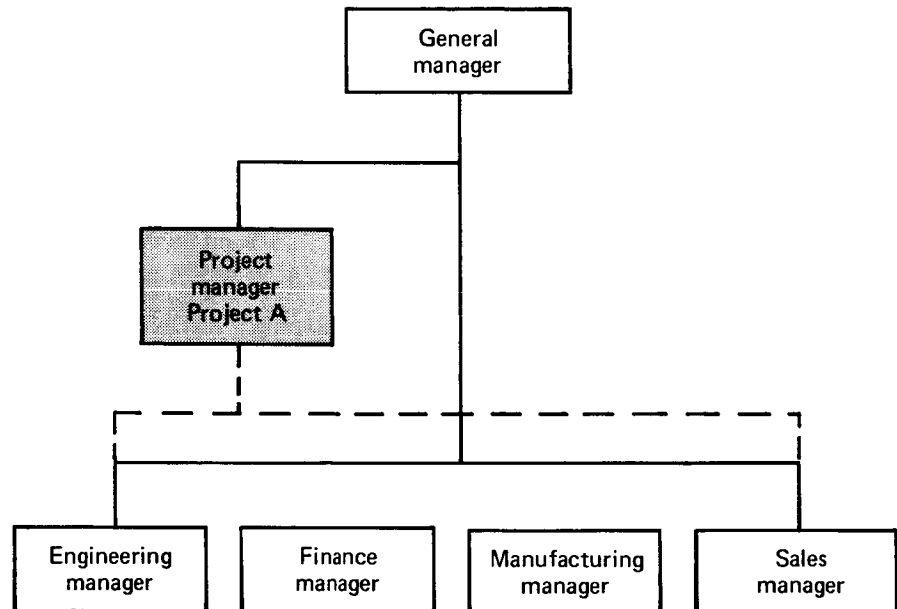 General
manager
Project
manager
Project A
Engineering
manager
Finance
manager
Manufacturing
manager
Sales
manager